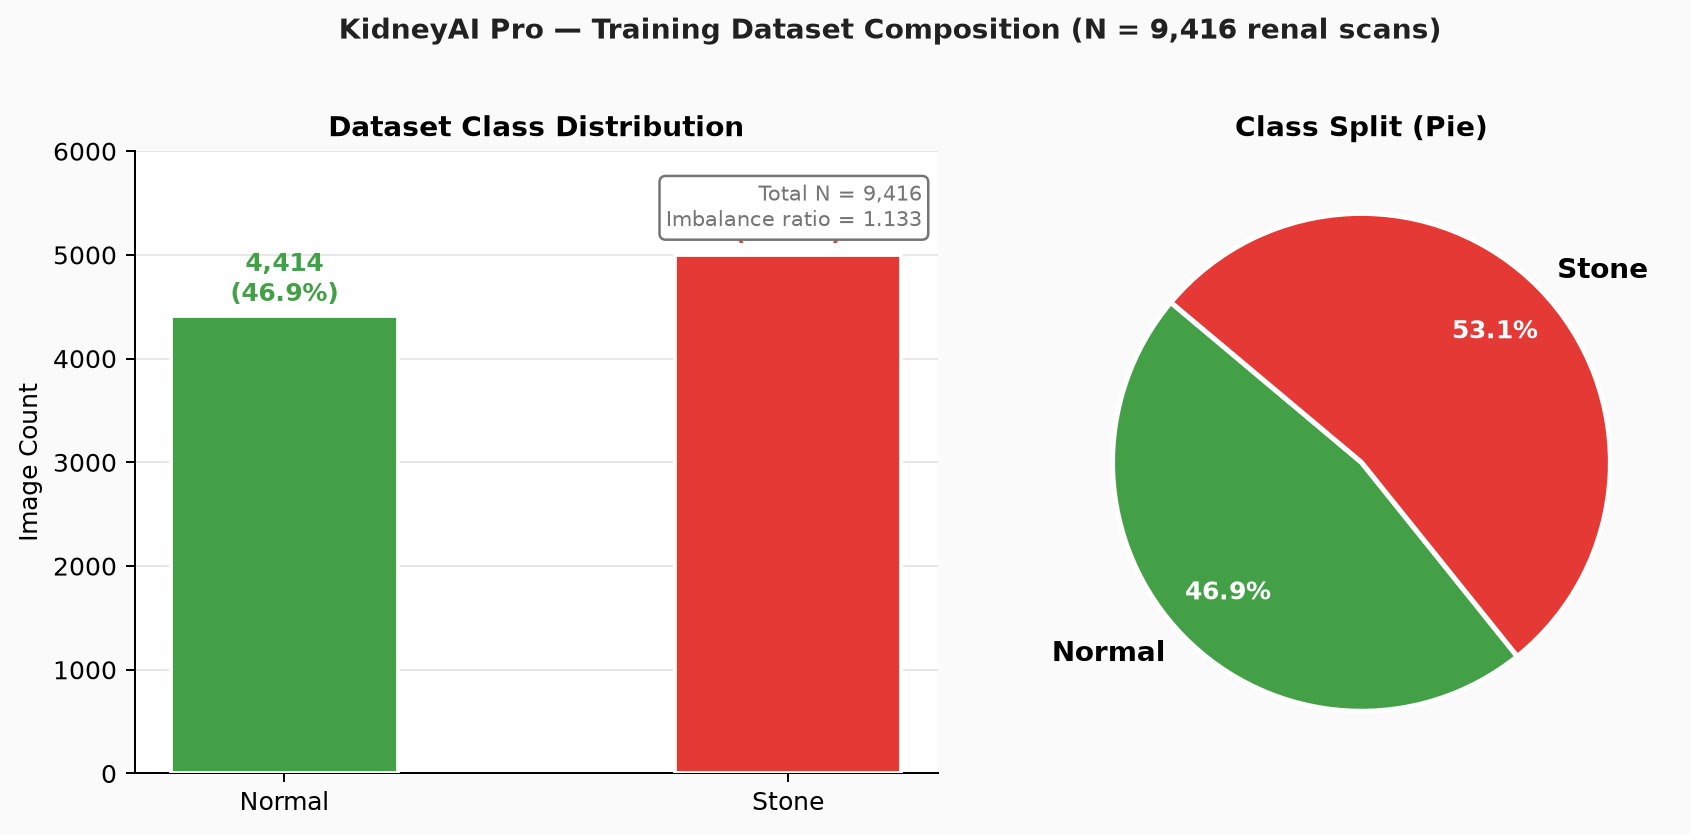 KidneyAI Pro — Training Dataset Composition (N = 9,416 renal scans)
Dataset Class Distribution
6000
5000
4000
3000
2000
1000
0
Image Count
4,414
(46.9%)
Total N = 9,416
Imbalance ratio = 1.133
Normal
Stone
Class Split (Pie)
Stone
53.1%
46.9%
Normal